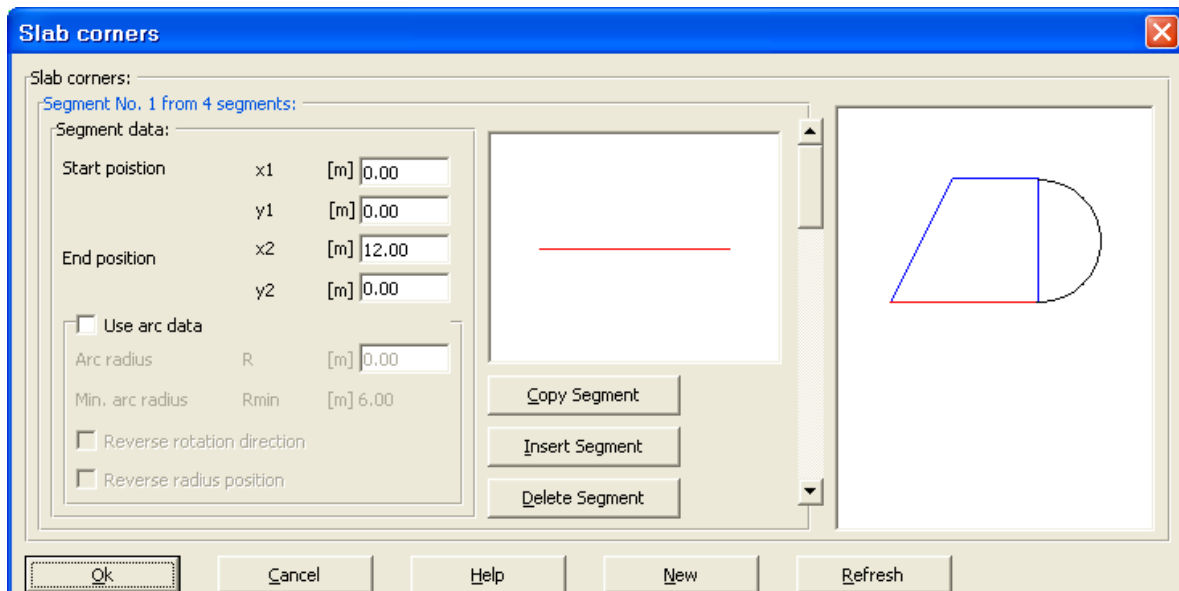 Slab corners
Slab corners:
Segment No. 1 from 4 segments:
Segment data:
Start poistion x1 [m] 0.00
y1 [m] 0.00
End position x2 [m] 12.00
y2 [m] 0.00
Use arc data
Arc radius R [m] 0.00
Min. arc radius Rmin [m] 6.00
Reverse rotation direction
Reverse radius position
Copy Segment
Insert Segment
Delete Segment
Ok Cancel Help New Refresh